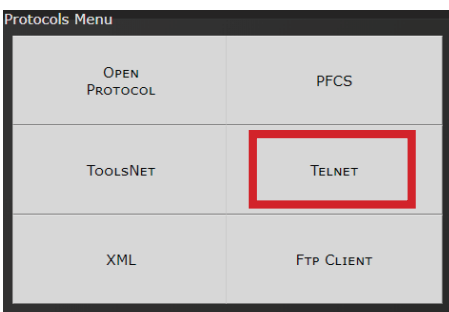 Protocols Menu
Open
Protocol
PFCS
ToolsNet
Telnet
XML
Ftp Client